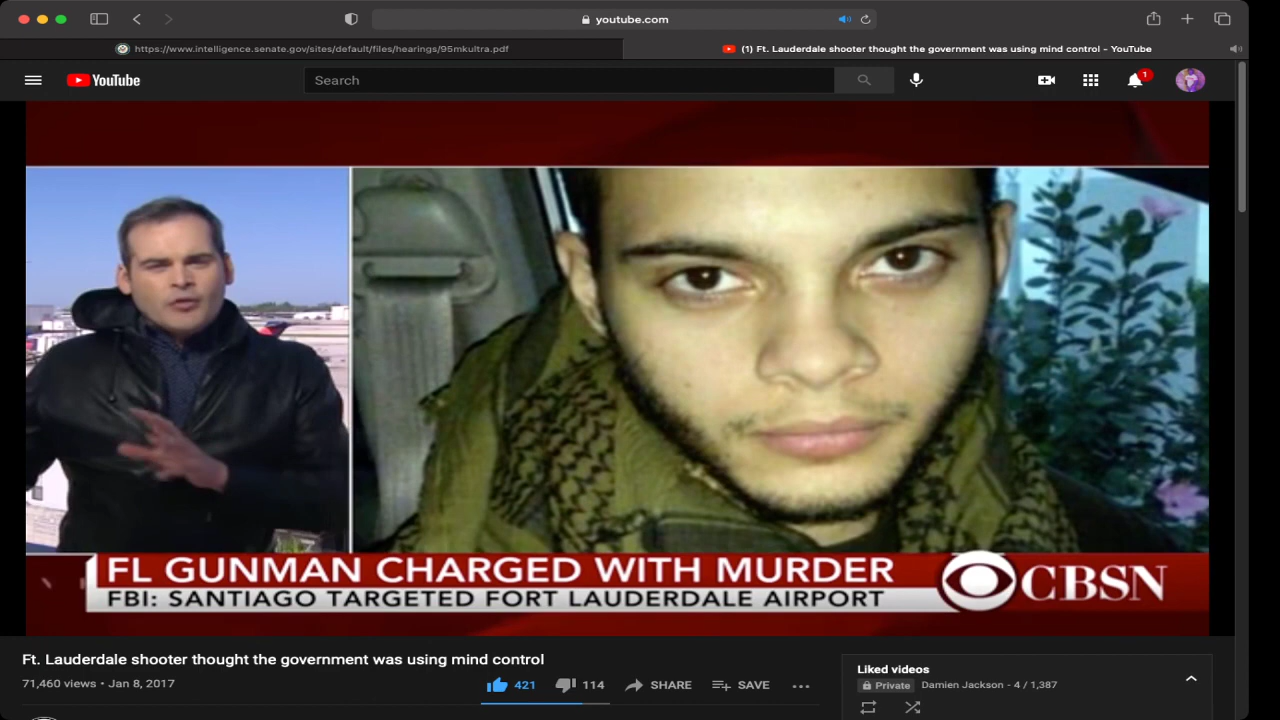 youtube.com
https://www.intelligence.senate.gov/sites/default/files/hearings/95mkultra.pdf
(1) Ft. Lauderdale shooter thought the government was using mind control – YouTube
YouTube
Search
1
FL GUNMAN CHARGED WITH MURDER
FBI: SANTIAGO TARGETED FORT LAUDERDALE AIRPORT
CBSN
Ft. Lauderdale shooter thought the government was using mind control
71,460 views • Jan 8, 2017
421
114
SHARE
SAVE
Liked videos
Private
Damien Jackson - 4 / 1,387